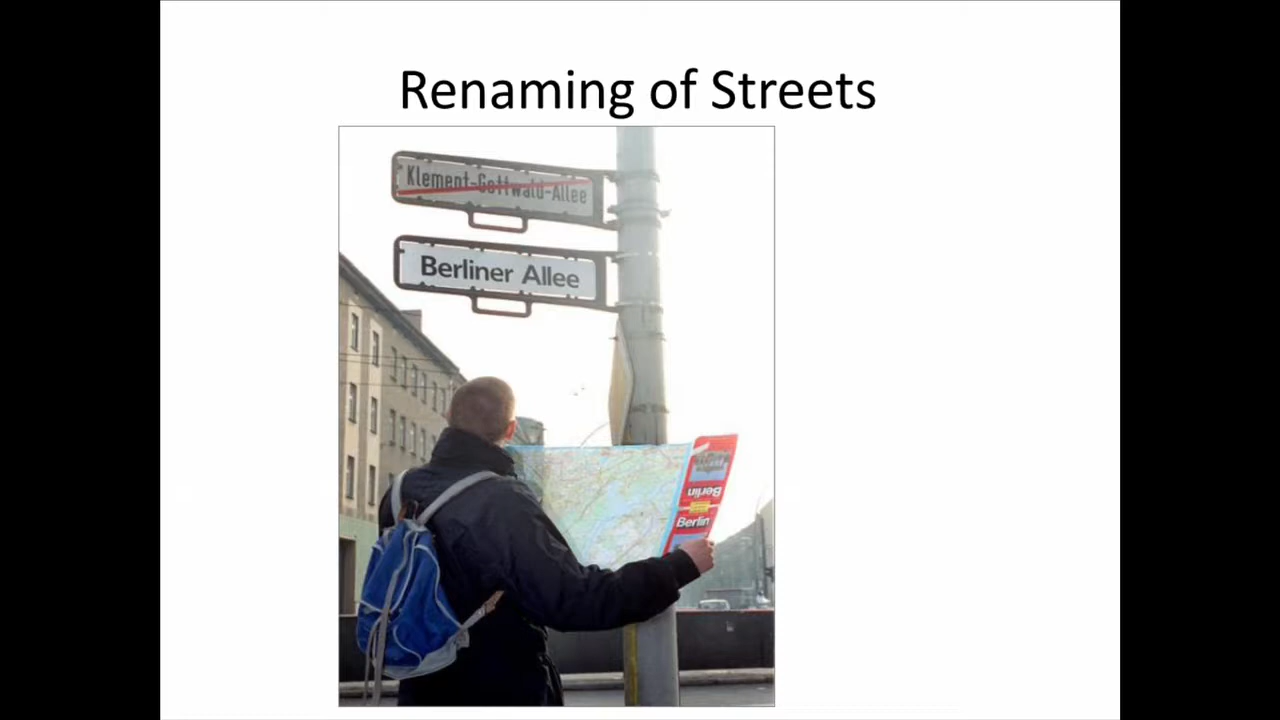 Renaming of Streets
Klement-Gottwald-Allee
Berliner Allee
Berlin
Berlin